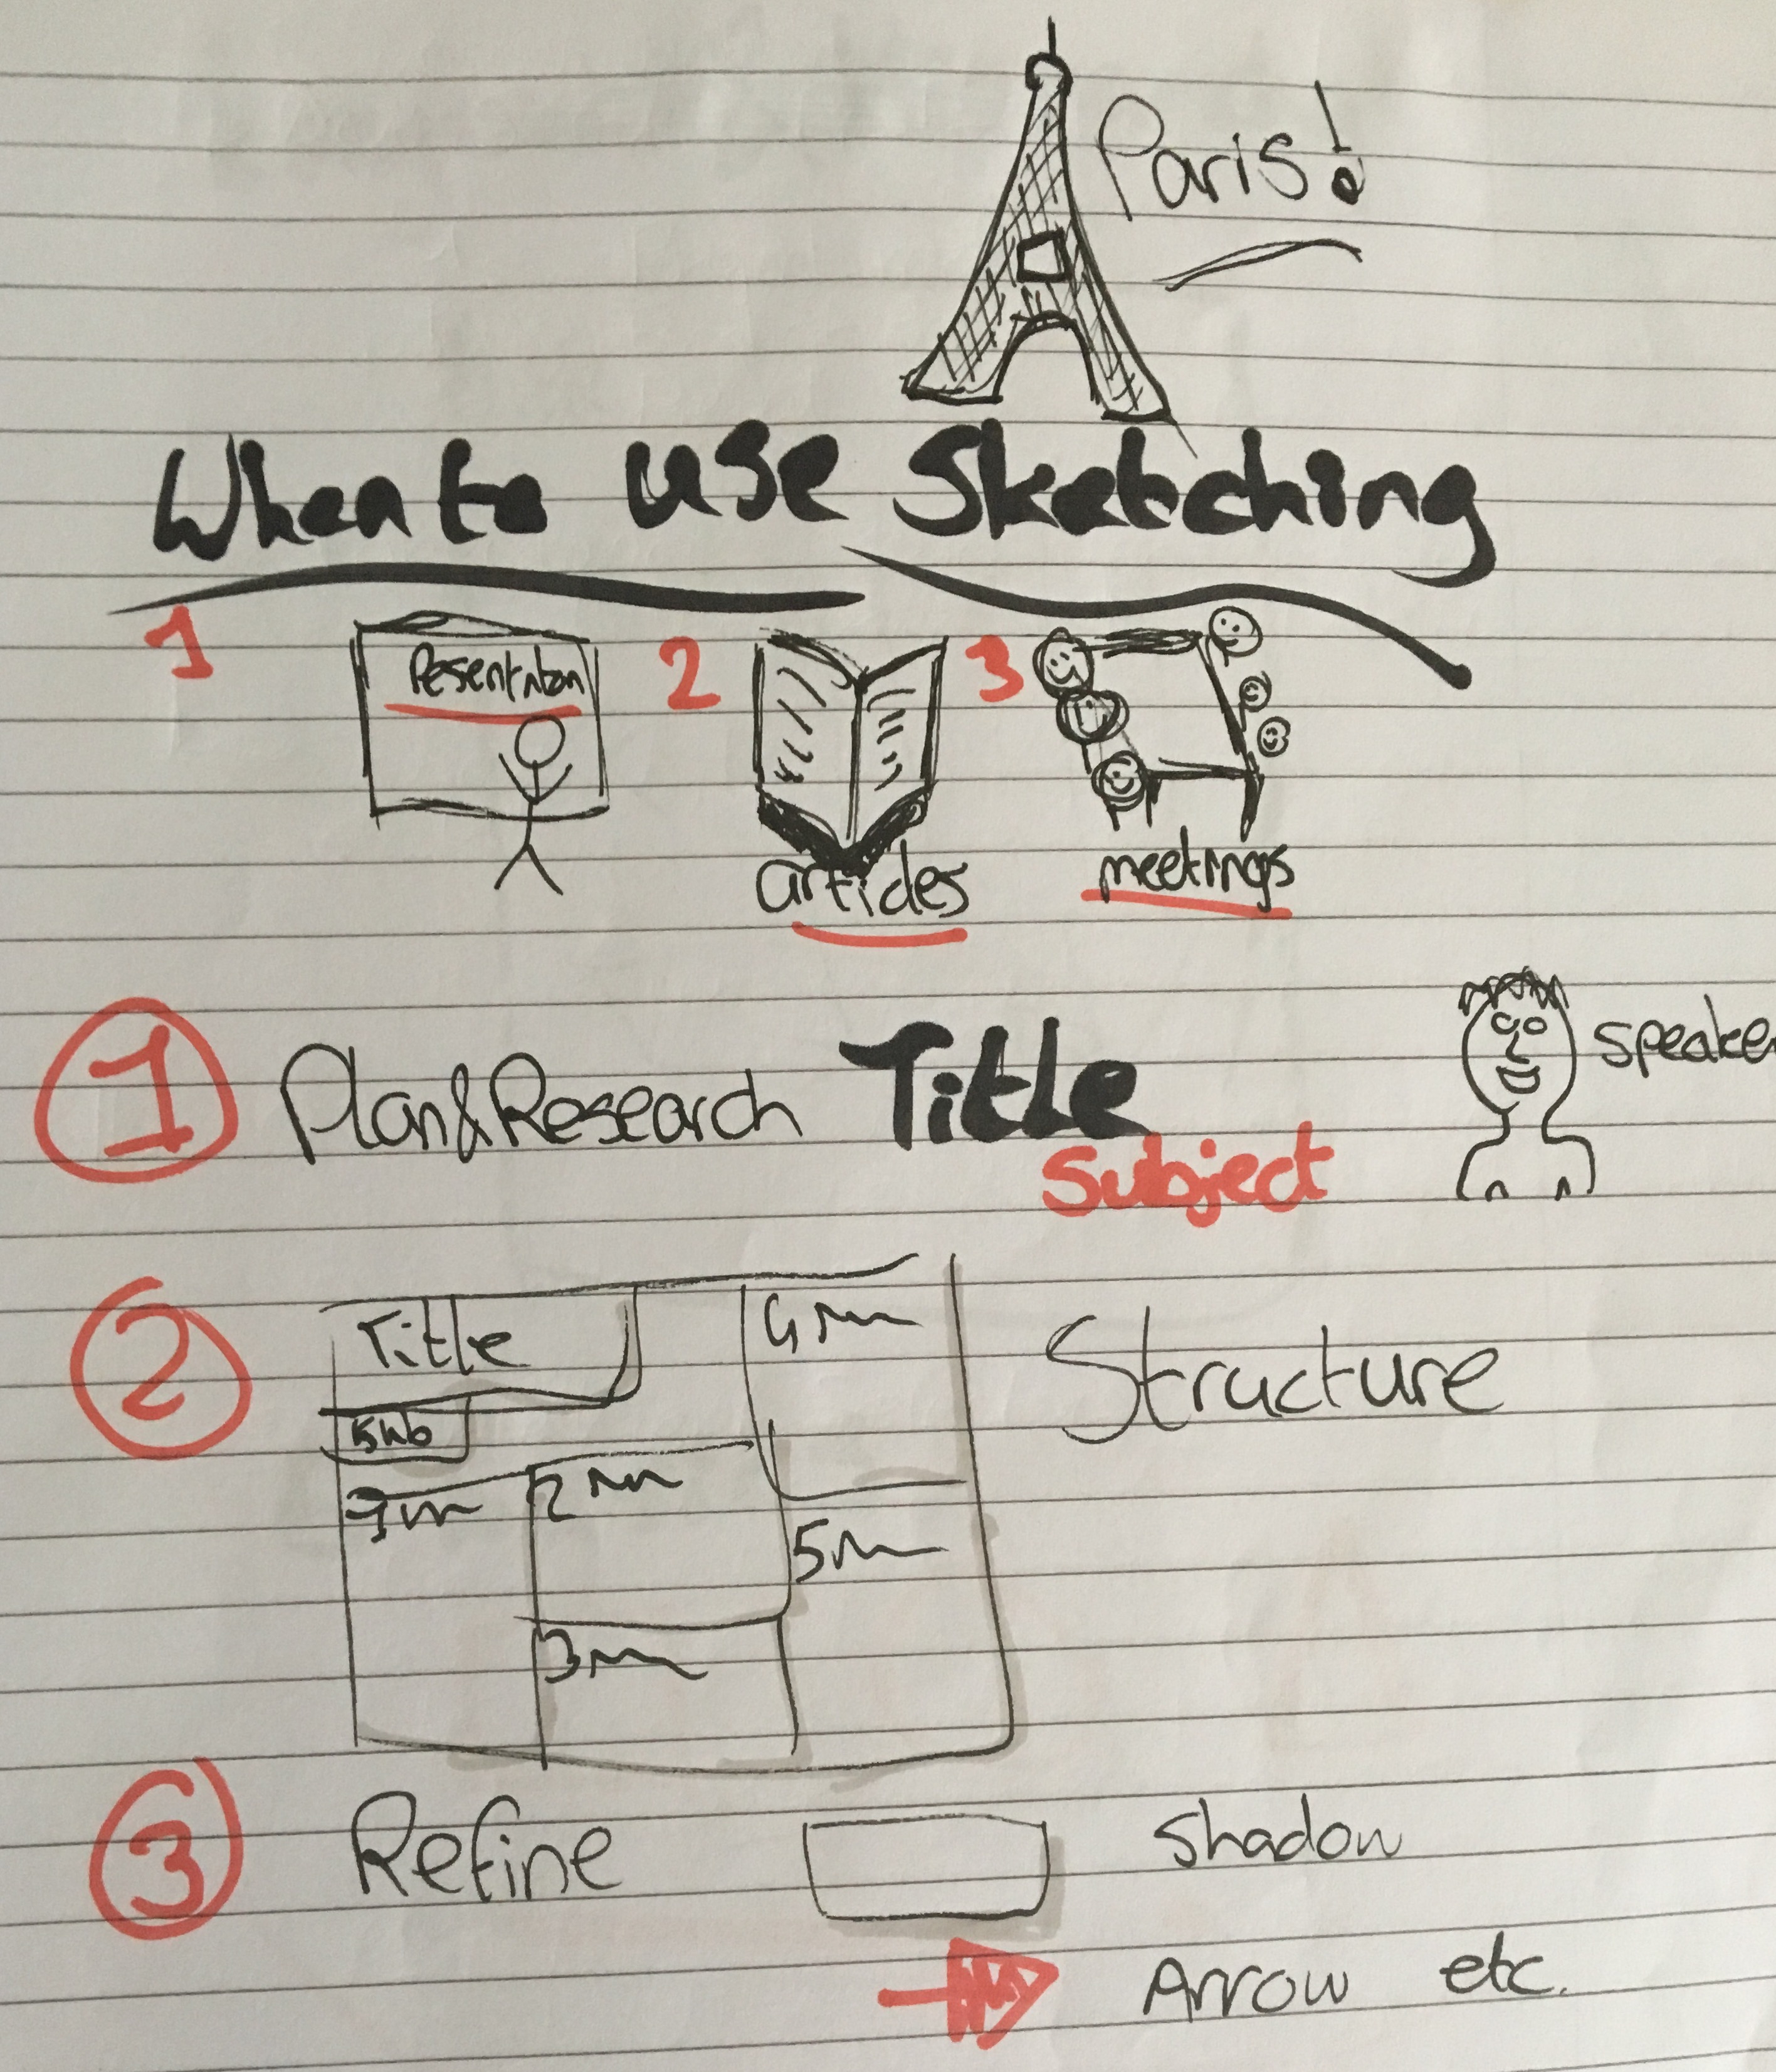 Paris!
When to use Sketching
1
Presentation
2
articles
3
meetings
1 Plan & Research Title
Subject
Speaker
2
Title
Sub
4
Structure
2
5
3
3 Refine
Shadow
Arrow etc.